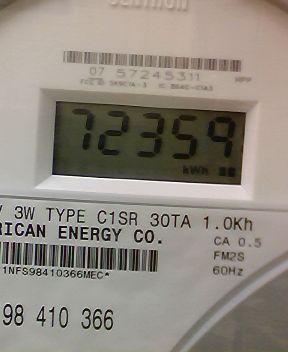 CENTRON
07 57245311
72359
kWh
V 3W TYPE C1SR 30TA 1.0Kh
RICAN ENERGY CO.
CA 0.5
FM2S
60Hz
1NFS98410366MEC*
98 410 366